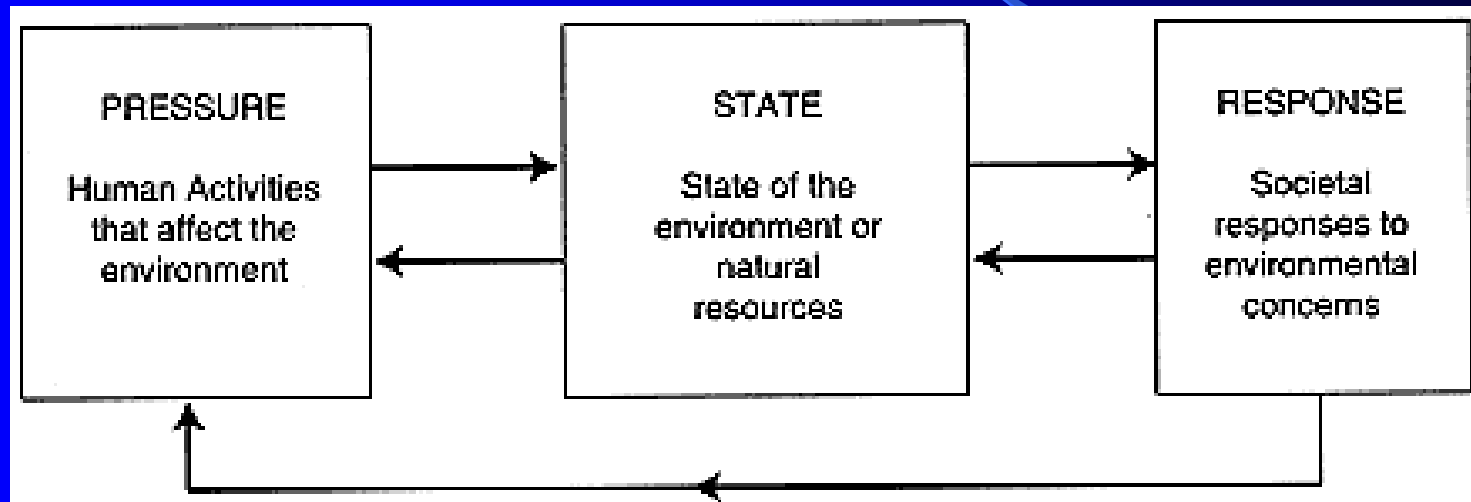 PRESSURE
Human Activities
that affect the
environment
STATE
State of the
environment or
natural
resources
RESPONSE
Societal
responses to
environmental
concerns